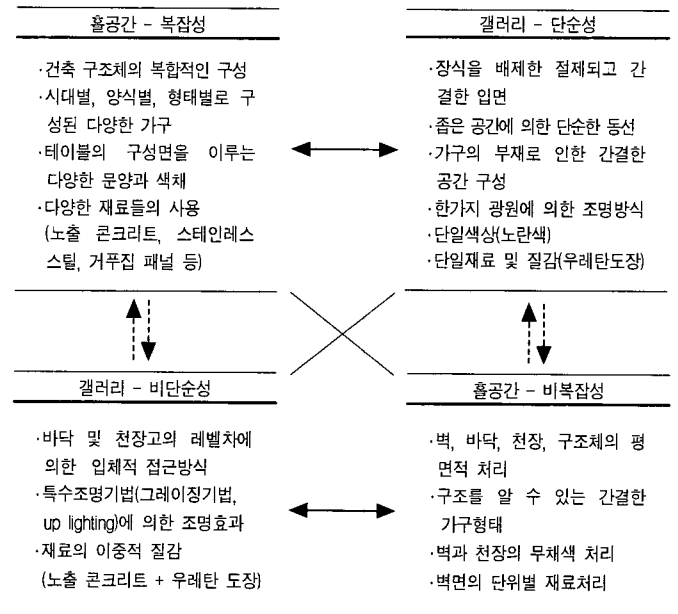 홀공간 - 복잡성
·건축 구조체의 복합적인 구성
·시대별, 양식별, 형태별로 구
성된 다양한 가구
·테이블의 구성면을 이루는
다양한 문양과 색채
·다양한 재료들의 사용
(노출 콘크리트, 스테인레스
스틸, 거푸집 패널 등)
갤러리 - 단순성
·장식을 배제한 절제되고 간
결한 입면
·좁은 공간에 의한 단순한 동선
·가구의 부재로 인한 간결한
공간 구성
·한가지 광원에 의한 조명방식
·단일색상(노란색)
·단일재료 및 질감(우레탄도장)
갤러리 - 비단순성
·바닥 및 천장고의 레벨차에
의한 입체적 접근방식
·특수조명기법(그레이징기법,
up lighting)에 의한 조명효과
·재료의 이중적 질감
(노출 콘크리트 + 우레탄 도장)
홀공간 - 비복잡성
·벽, 바닥, 천장, 구조체의 평
면적 처리
·구조를 알 수 있는 간결한
가구형태
·벽과 천장의 무채색 처리
·벽면의 단위별 재료처리